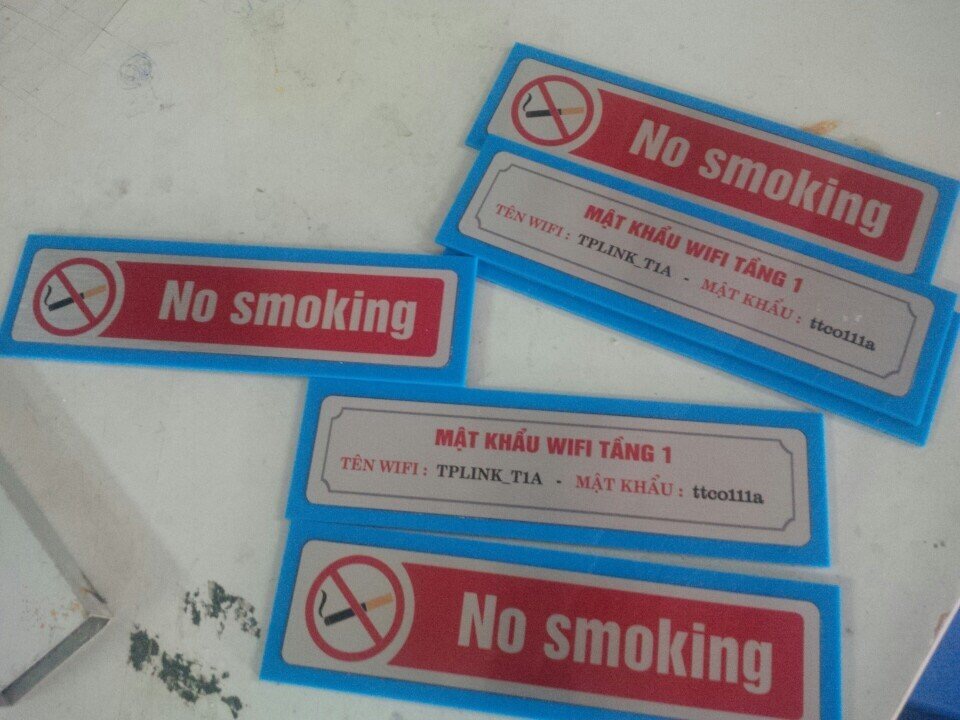 No smoking
MẬT KHẨU WIFI TẦNG 1
TÊN WIFI : TPLINK_T1A - MẬT KHẨU : ttco111a
No smoking
MẬT KHẨU WIFI TẦNG 1
TÊN WIFI : TPLINK_T1A - MẬT KHẨU : ttco111a
No smoking